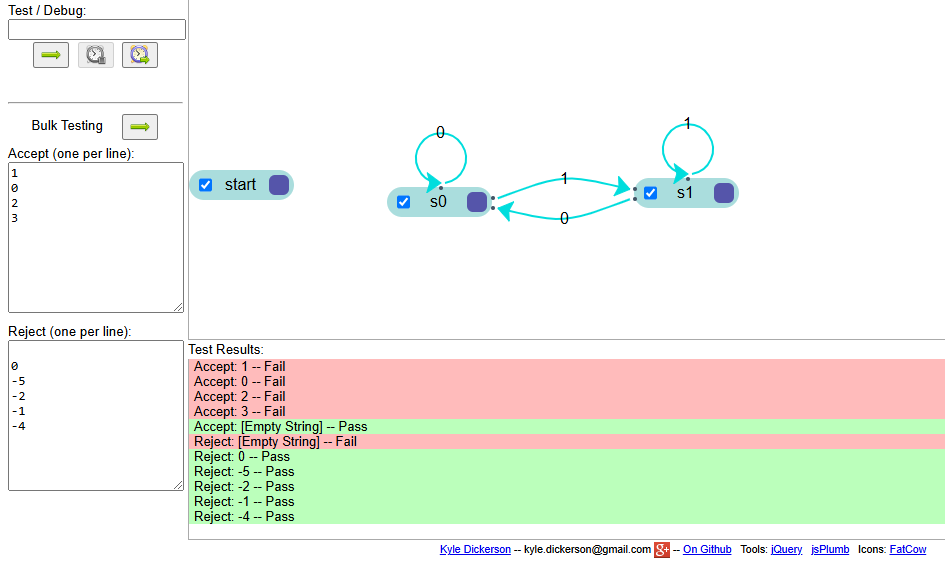 Test / Debug:
Bulk Testing
Accept (one per line):
1
0
2
3
Reject (one per line):
0
-5
-2
-1
-4
start
0
s0
1
0
1
s1
Test Results:
Accept: 1 -- Fail
Accept: 0 -- Fail
Accept: 2 -- Fail
Accept: 3 -- Fail
Accept: [Empty String] -- Pass
Reject: [Empty String] -- Fail
Reject: 0 -- Pass
Reject: -5 -- Pass
Reject: -2 -- Pass
Reject: -1 -- Pass
Reject: -4 -- Pass
Kyle Dickerson -- kyle.dickerson@gmail.com g+ -- On Github Tools: jQuery jsPlumb Icons: FatCow